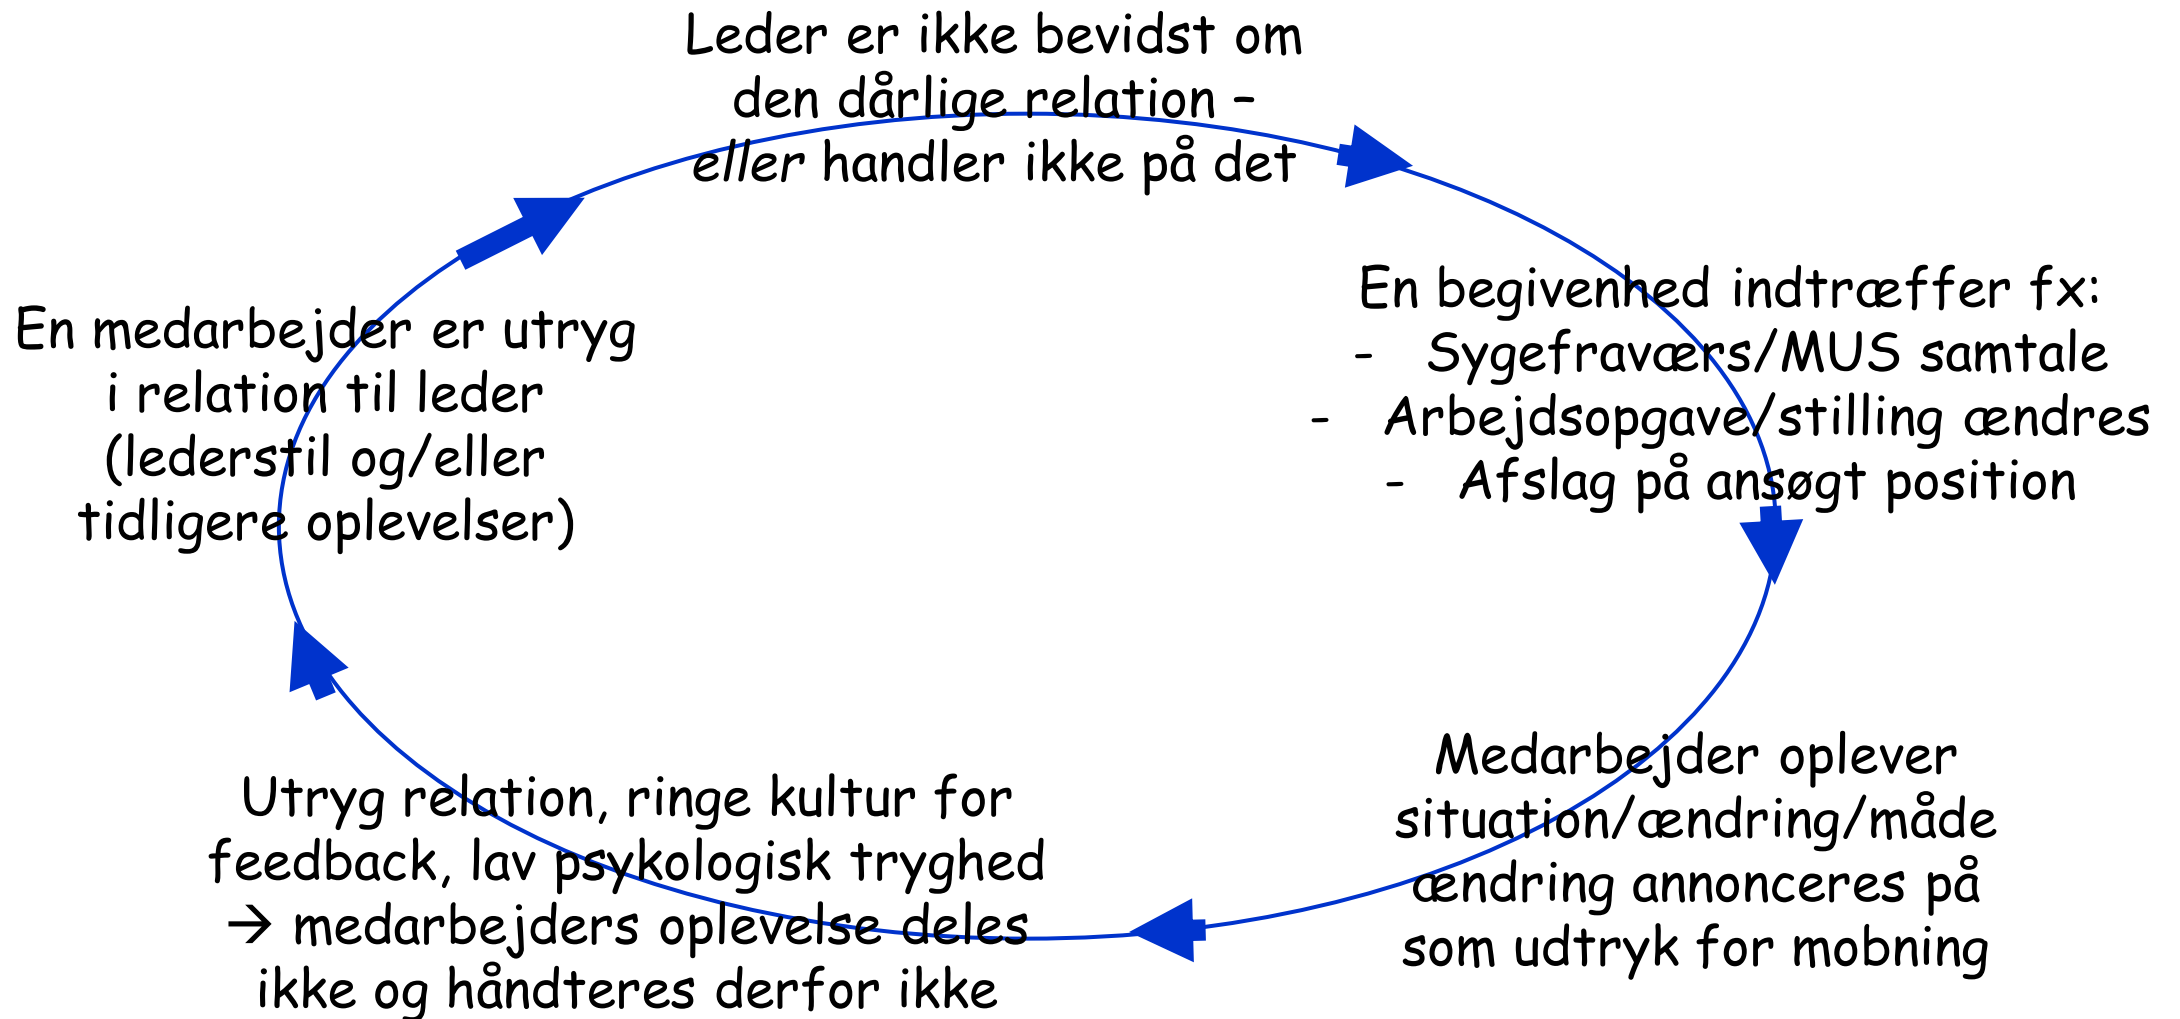 Leder er ikke bevidst om
den dårlige relation –
eller handler ikke på det
En begivenhed indtræffer fx:
- Sygefraværs/MUS samtale
- Arbejdsopgave/stilling ændres
- Afslag på ansøgt position
Medarbejder oplever
situation/ændring/måde
ændring annonceres på
som udtryk for mobning
Utryg relation, ringe kultur for
feedback, lav psykologisk tryghed
→ medarbejders oplevelse deles
ikke og håndteres derfor ikke
En medarbejder er utryg
i relation til leder
(lederstil og/eller
tidligere oplevelser)